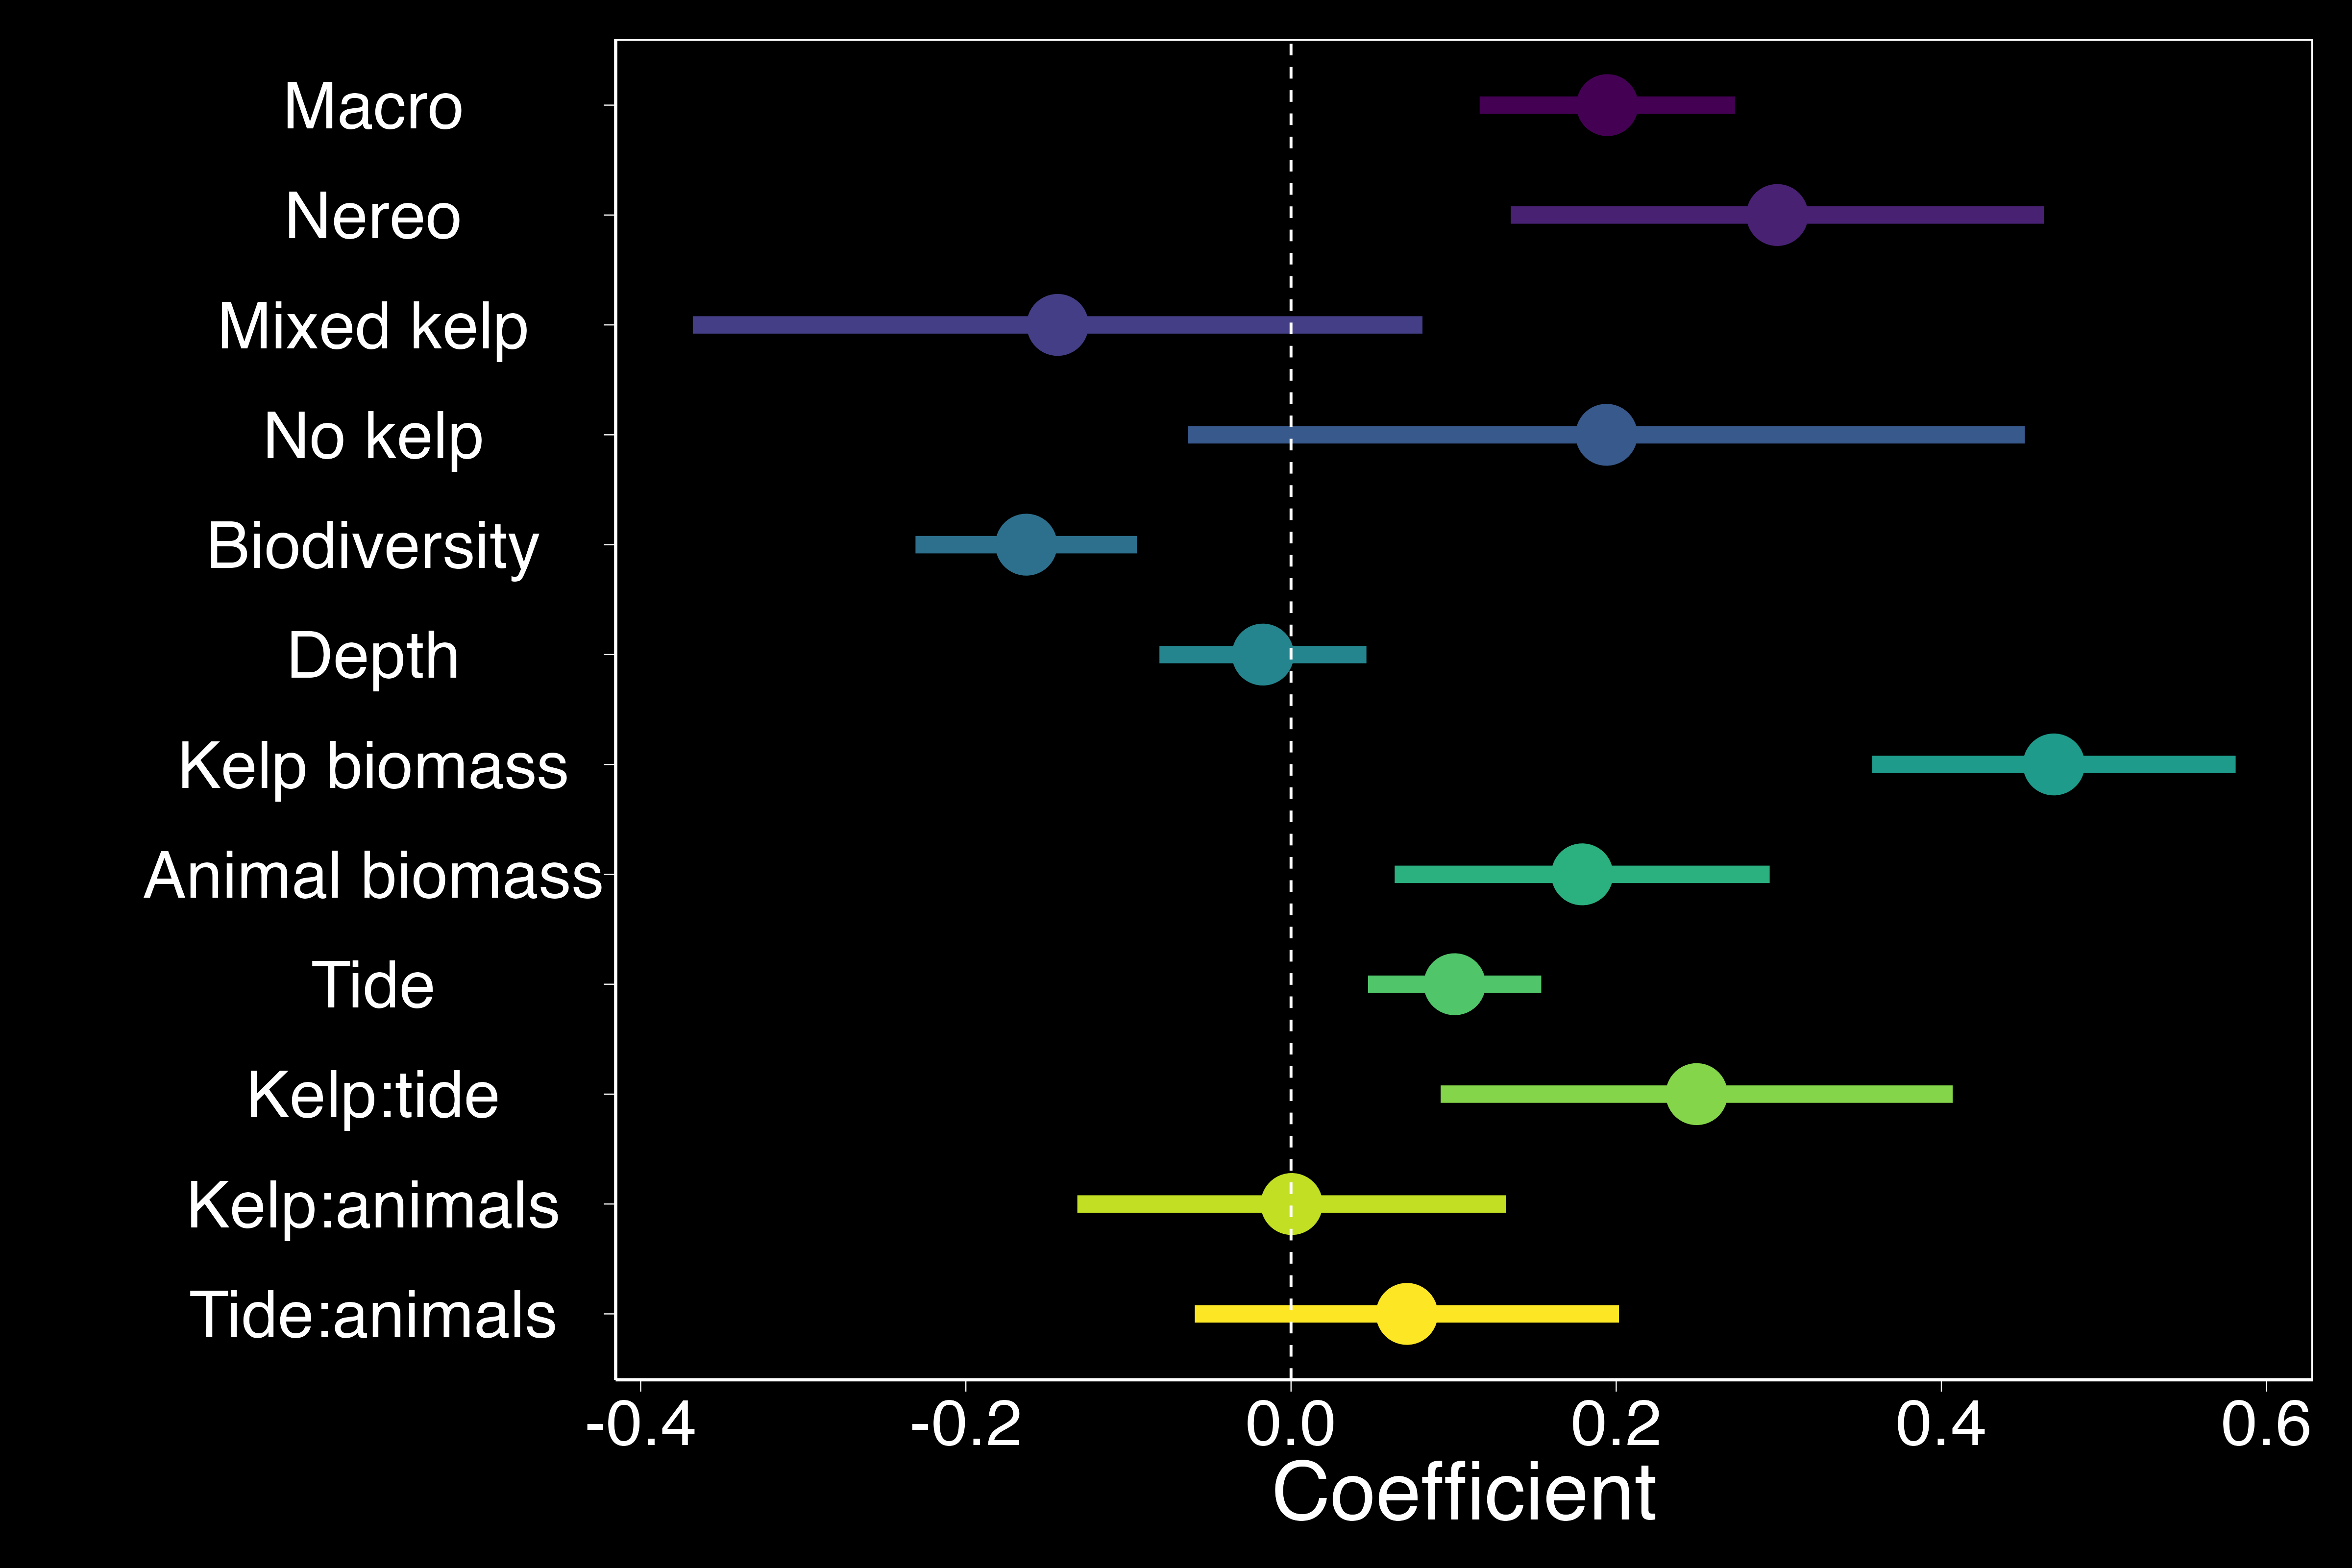 Macro
Nereo
Mixed kelp
No kelp
Biodiversity
Depth
Kelp biomass
Animal biomass
Tide
Kelp:tide
Kelp:animals
Tide:animals
-0.4 -0.2 0.0 0.2 0.4 0.6
Coefficient